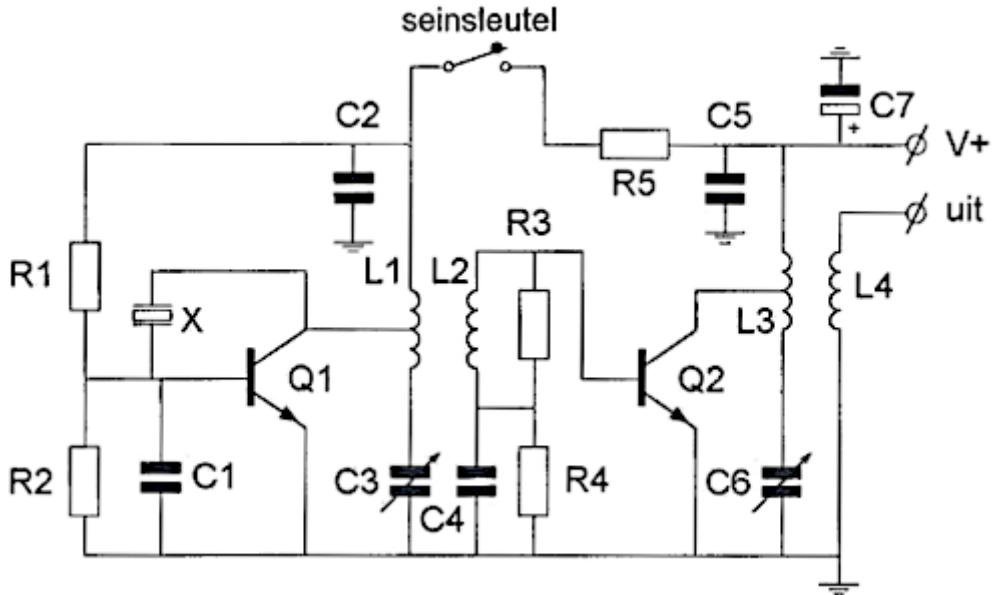 seinsleutel
C2
C5
C7
+
V+
R5
uit
R3
R1
L1
L2
L3
L4
X
Q1
Q2
R2
C1
C3
C4
R4
C6